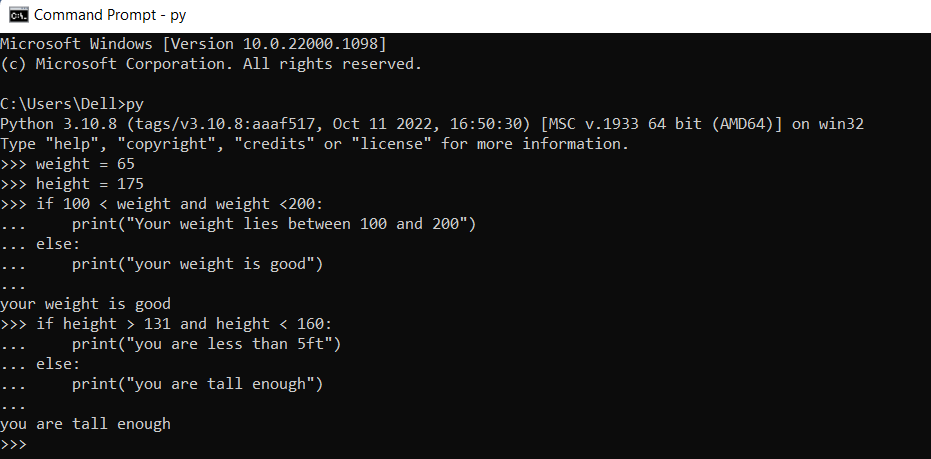 Command Prompt - py
Microsoft Windows [Version 10.0.22000.1098]
(c) Microsoft Corporation. All rights reserved.
C:\Users\Dell>py
Python 3.10.8 (tags/v3.10.8:aaaf517, Oct 11 2022, 16:50:30) [MSC v.1933 64 bit (AMD64)] on win32
Type "help", "copyright", "credits" or "license" for more information.
>>> weight = 65
>>> height = 175
>>> if 100 < weight and weight <200:
...     print("Your weight lies between 100 and 200")
... else:
...     print("your weight is good")
...
your weight is good
>>> if height > 131 and height < 160:
...     print("you are less than 5ft")
... else:
...     print("you are tall enough")
...
you are tall enough
>>>